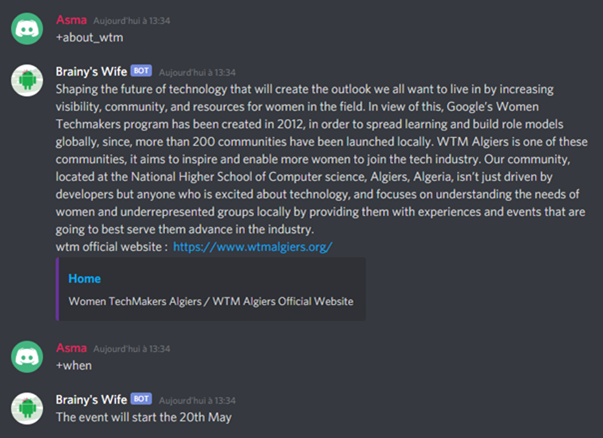 Asma Aujourd'hui à 13:34
+about_wtm
Brainy's Wife BOT Aujourd'hui à 13:34
Shaping the future of technology that will create the outlook we all want to live in by increasing
visibility, community, and resources for women in the field. In view of this, Google's Women
Techmakers program has been created in 2012, in order to spread learning and build role models
globally, since, more than 200 communities have been launched locally. WTM Algiers is one of these
communities, it aims to inspire and enable more women to join the tech industry. Our community,
located at the National Higher School of Computer science, Algiers, Algeria, isn't just driven by
developers but anyone who is excited about technology, and focuses on understanding the needs of
women and underrepresented groups locally by providing them with experiences and events that are
going to best serve them advance in the industry.
wtm official website : https://www.wtmalgiers.org/
Home
Women TechMakers Algiers / WTM Algiers Official Website
Asma Aujourd'hui à 13:34
+when
Brainy's Wife BOT Aujourd'hui à 13:34
The event will start the 20th May